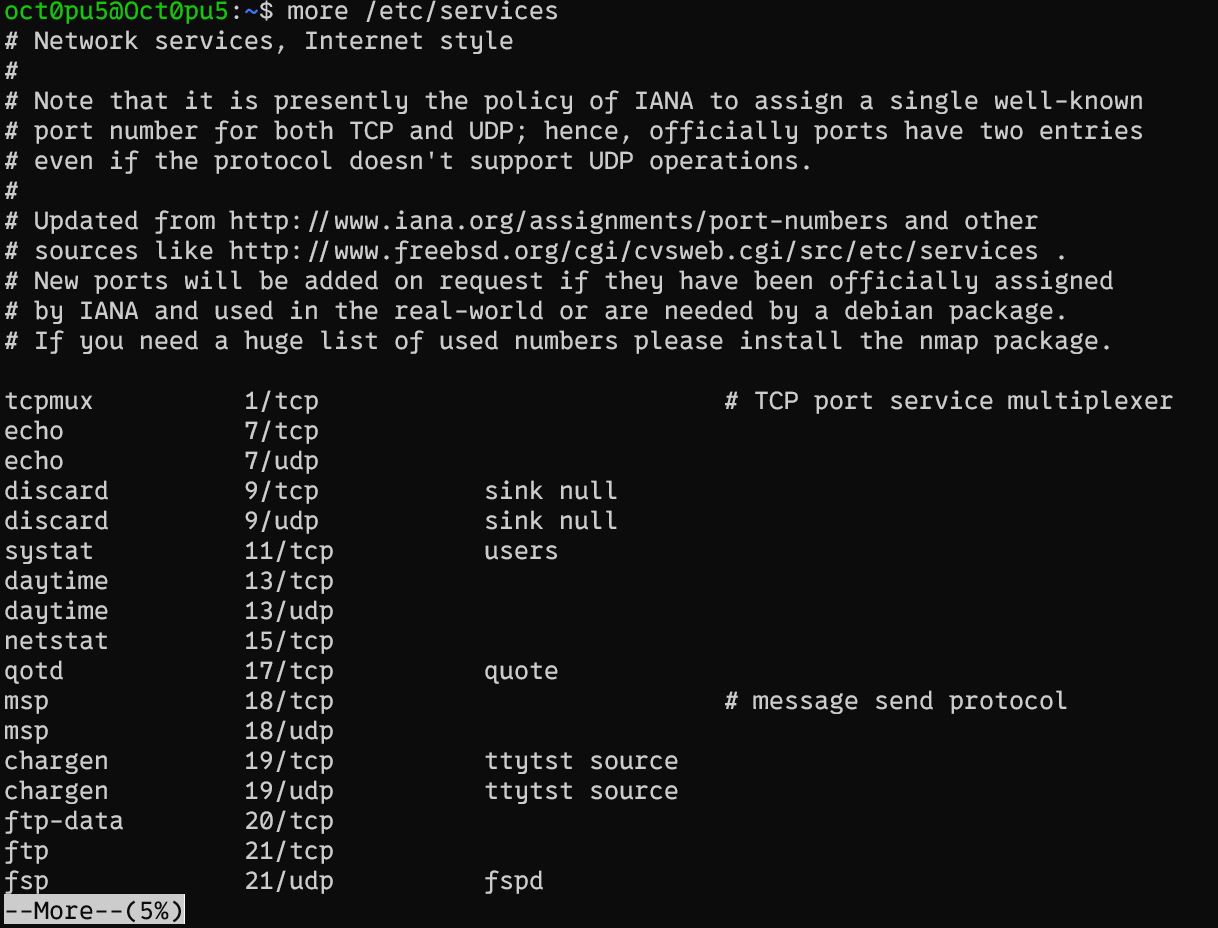 oct0pu5@Oct0pu5:~$ more /etc/services
# Network services, Internet style
#
# Note that it is presently the policy of IANA to assign a single well-known
# port number for both TCP and UDP; hence, officially ports have two entries
# even if the protocol doesn't support UDP operations.
#
# Updated from http://www.iana.org/assignments/port-numbers and other
# sources like http://www.freebsd.org/cgi/cvsweb.cgi/src/etc/services .
# New ports will be added on request if they have been officially assigned
# by IANA and used in the real-world or are needed by a debian package.
# If you need a huge list of used numbers please install the nmap package.

tcpmux          1/tcp                           # TCP port service multiplexer
echo            7/tcp
echo            7/udp
discard         9/tcp           sink null
discard         9/udp           sink null
systat          11/tcp          users
daytime         13/tcp
daytime         13/udp
netstat         15/tcp
qotd            17/tcp          quote
msp             18/tcp                          # message send protocol
msp             18/udp
chargen         19/tcp          ttytst source
chargen         19/udp          ttytst source
ftp-data        20/tcp
ftp             21/tcp
fsp             21/udp          fspd
--More--(5%)